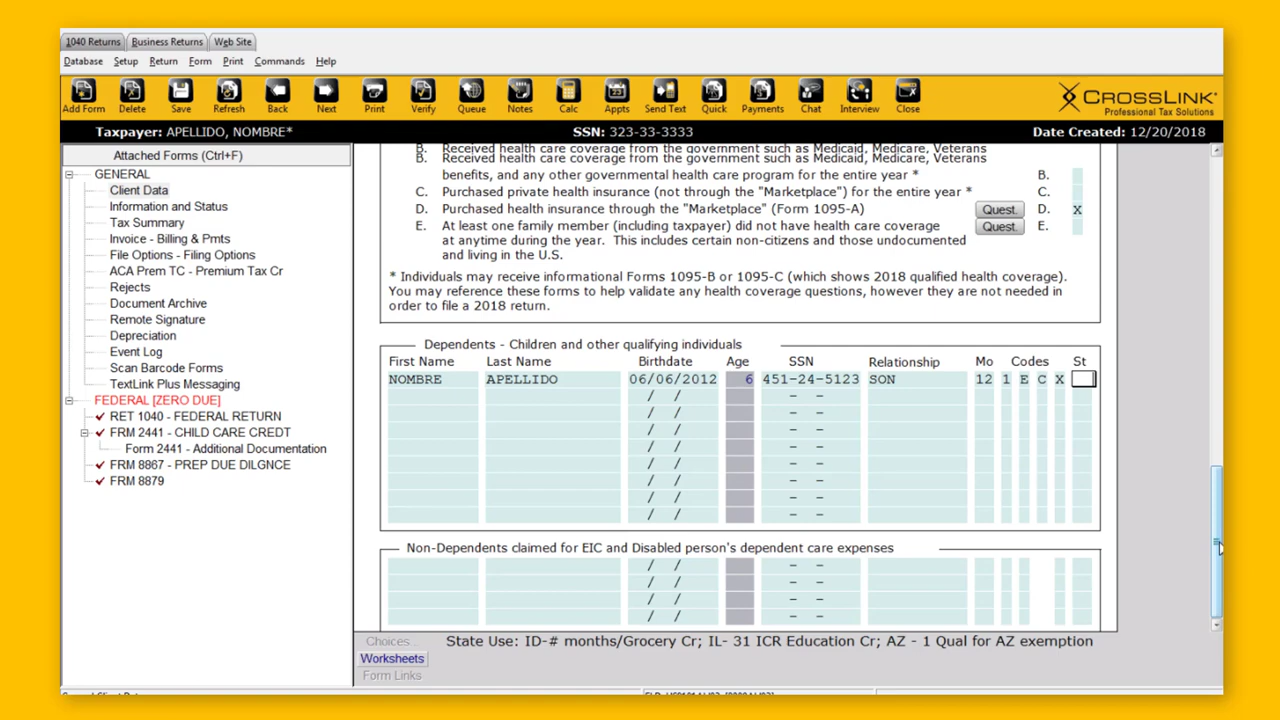 1040 Returns Business Returns Web Site
Database Setup Return Form Print Commands Help
Add Form Delete Save Refresh Back Next Print Verify Queue Notes Calc Appts Send Text Quick Payments Chat Interview Close
CROSSLINK
Professional Tax Solutions
Taxpayer: APELLIDO, NOMBRE* SSN: 323-33-3333 Date Created: 12/20/2018
Attached Forms (Ctrl+F)
GENERAL
Client Data
Information and Status
Tax Summary
Invoice - Billing & Pmts
File Options - Filing Options
ACA Prem TC - Premium Tax Cr
Rejects
Document Archive
Remote Signature
Depreciation
Event Log
Scan Barcode Forms
TextLink Plus Messaging
FEDERAL [ZERO DUE]
RET 1040 - FEDERAL RETURN
FRM 2441 - CHILD CARE CREDT
Form 2441 - Additional Documentation
FRM 8867 - PREP DUE DILGNCE
FRM 8879
B. Received health care coverage from the government such as Medicaid, Medicare, Veterans
B. Received health care coverage from the government such as Medicaid, Medicare, Veterans
benefits, and any other governmental health care program for the entire year * B.
C. Purchased private health insurance (not through the "Marketplace") for the entire year * C.
D. Purchased health insurance through the "Marketplace" (Form 1095-A) Quest. D. X
E. At least one family member (including taxpayer) did not have health care coverage Quest. E.
at anytime during the year. This includes certain non-citizens and those undocumented
and living in the U.S.
* Individuals may receive informational Forms 1095-B or 1095-C (which shows 2018 qualified health coverage).
You may reference these forms to help validate any health coverage questions, however they are not needed in
order to file a 2018 return.
Dependents - Children and other qualifying individuals
First Name Last Name Birthdate Age SSN Relationship Mo Codes St
NOMBRE APELLIDO 06/06/2012 6 451-24-5123 SON 12 1 E C X
/ / - -
/ / - -
/ / - -
/ / - -
/ / - -
/ / - -
/ / - -
/ / - -
Non-Dependents claimed for EIC and Disabled person's dependent care expenses
/ / - -
/ / - -
/ / - -
/ / - -
Choices State Use: ID-# months/Grocery Cr; IL- 31 ICR Education Cr; AZ - 1 Qual for AZ exemption
Worksheets
Form Links